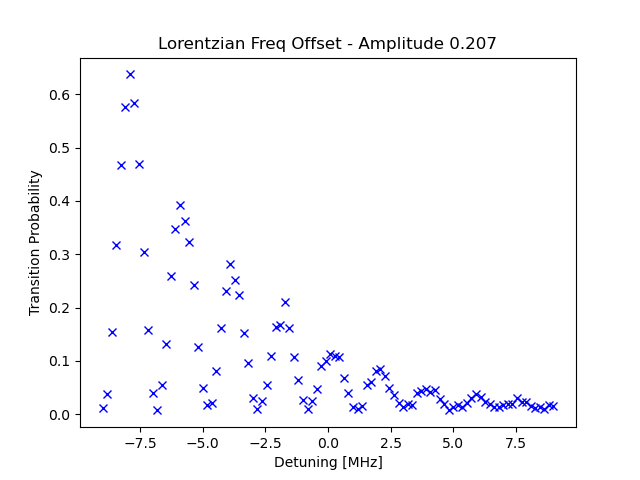 Lorentzian Freq Offset - Amplitude 0.207
Transition Probability
0.6
0.5
0.4
0.3
0.2
0.1
0.0
−7.5 −5.0 −2.5 0.0 2.5 5.0 7.5
Detuning [MHz]